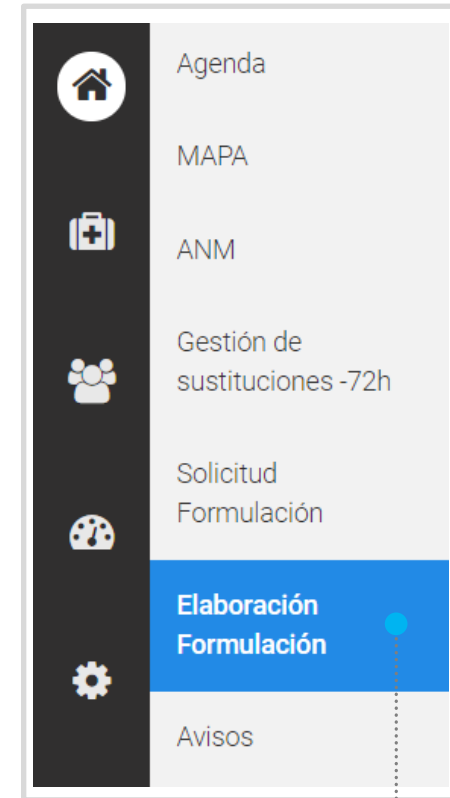 Agenda
MAPA
ANM
Gestión de
sustituciones -72h
Solicitud
Formulación
Elaboración
Formulación
Avisos